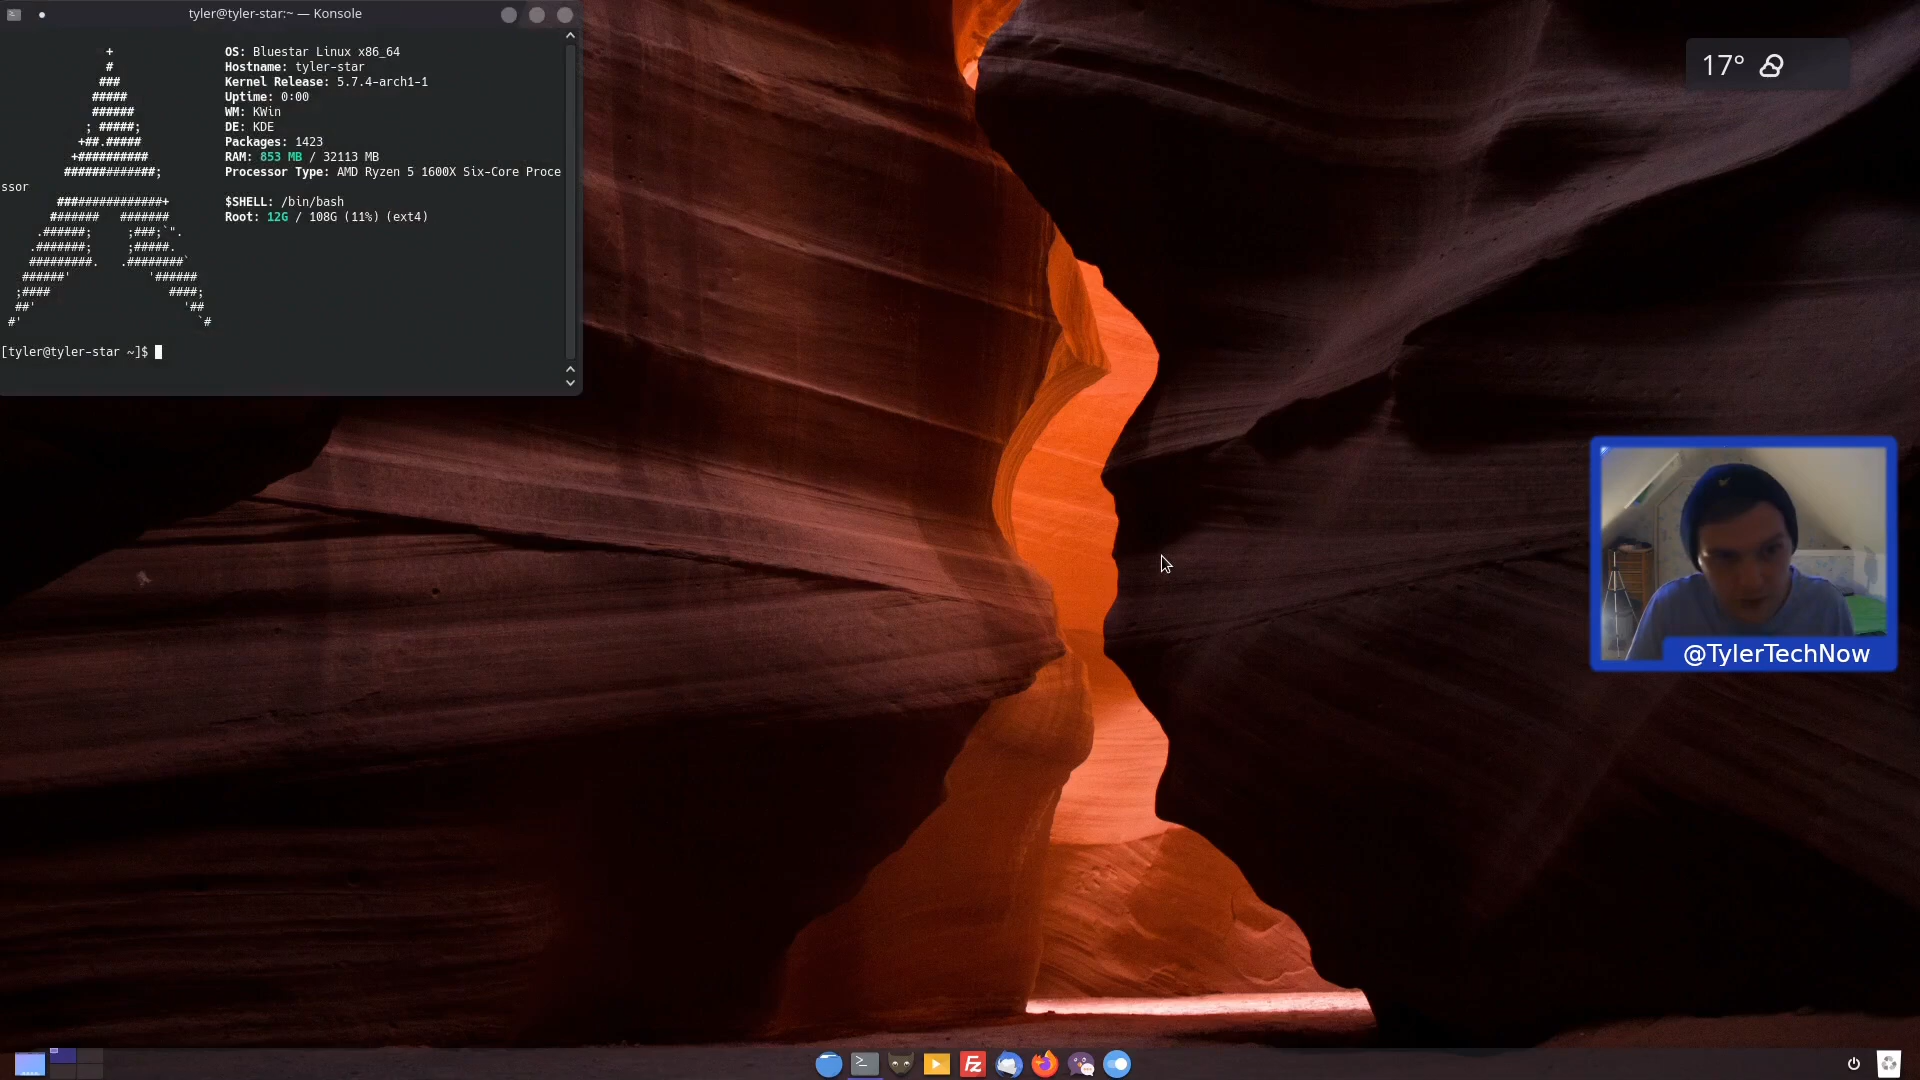 tyler@tyler-star:~ — Konsole
OS: Bluestar Linux x86_64
Hostname: tyler-star
Kernel Release: 5.7.4-arch1-1
Uptime: 0:00
WM: KWin
DE: KDE
Packages: 1423
RAM: 853 MB / 32113 MB
Processor Type: AMD Ryzen 5 1600X Six-Core Proce
ssor
$SHELL: /bin/bash
Root: 12G / 108G (11%) (ext4)
[tyler@tyler-star ~]$
17°
@TylerTechNow
Fz